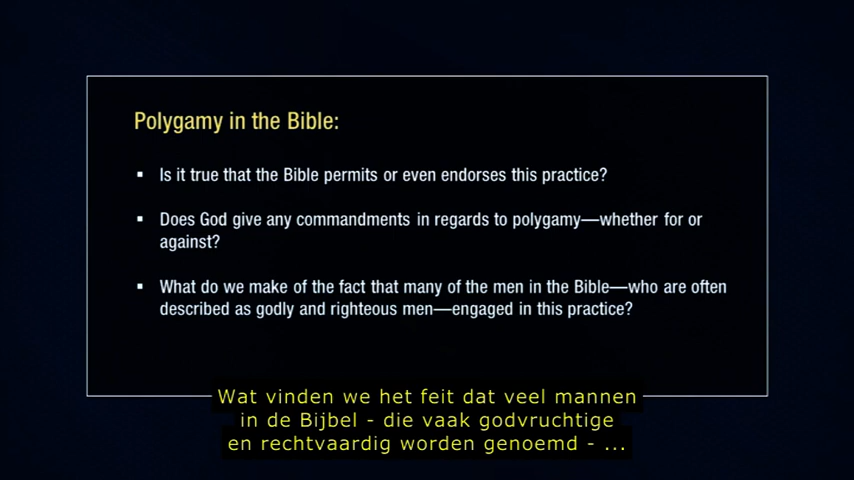 Polygamy in the Bible:
▪ Is it true that the Bible permits or even endorses this practice?
▪ Does God give any commandments in regards to polygamy—whether for or
against?
▪ What do we make of the fact that many of the men in the Bible—who are often
described as godly and righteous men—engaged in this practice?
Wat vinden we het feit dat veel mannen
in de Bijbel - die vaak godvruchtige
en rechtvaardig worden genoemd - ...